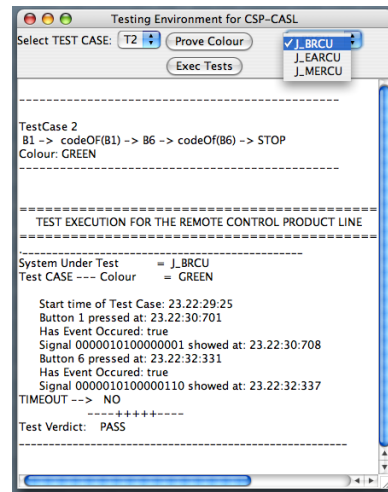 Testing Environment for CSP-CASL
Select TEST CASE: T2 Prove Colour ✓J_BRCU
J_EARCU
Exec Tests J_MERCU
------------------------------------------------
TestCase 2
B1 -> codeOF(B1) -> B6 -> codeOf(B6) -> STOP
Colour: GREEN
------------------------------------------------
================================================
TEST EXECUTION FOR THE REMOTE CONTROL PRODUCT LINE
================================================
.------------------------------------------
System Under Test = J_BRCU
Test CASE --- Colour = GREEN
Start time of Test Case: 23.22:29:25
Button 1 pressed at: 23.22:30:701
Has Event Occured: true
Signal 0000010100000001 showed at: 23.22:30:708
Button 6 pressed at: 23.22:32:331
Has Event Occured: true
Signal 0000010100000110 showed at: 23.22:32:337
TIMEOUT --> NO
----+++++----
Test Verdict: PASS
-------------------------------------------------